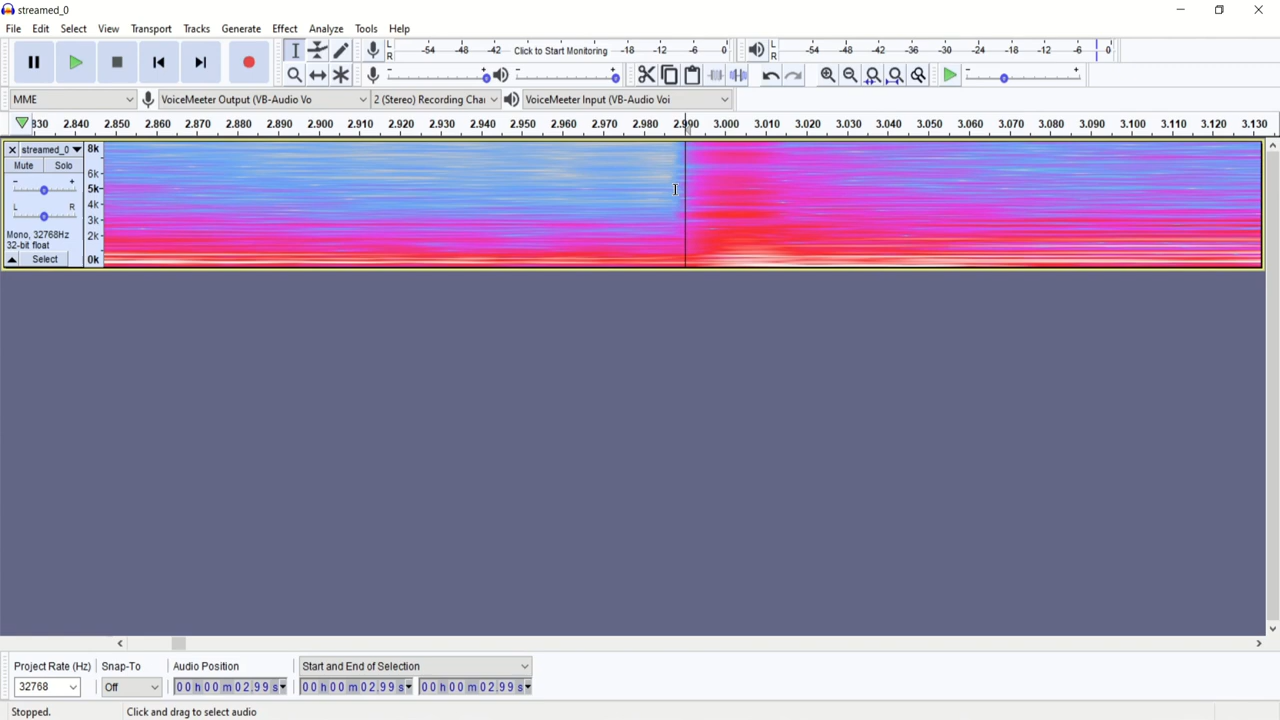 streamed_0
File Edit Select View Transport Tracks Generate Effect Analyze Tools Help
L R -54 -48 -42 Click to Start Monitoring -18 -12 -6 0 L R -54 -48 -42 -36 -30 -24 -18 -12 -6 0
- + - + - +
MME VoiceMeeter Output (VB-Audio Vo 2 (Stereo) Recording Chan VoiceMeeter Input (VB-Audio Voi
2.840 2.850 2.860 2.870 2.880 2.890 2.900 2.910 2.920 2.930 2.940 2.950 2.960 2.970 2.980 2.990 3.000 3.010 3.020 3.030 3.040 3.050 3.060 3.070 3.080 3.090 3.100 3.110 3.120 3.130
streamed_0 8k
Mute Solo
6k
- + 5k
4k
L R
3k
Mono, 32768Hz 2k
32-bit float
Select 0k
Project Rate (Hz) Snap-To Audio Position Start and End of Selection
32768 Off 00 h 00 m 02.99 s 00 h 00 m 02.99 s 00 h 00 m 02.99 s
Stopped. Click and drag to select audio